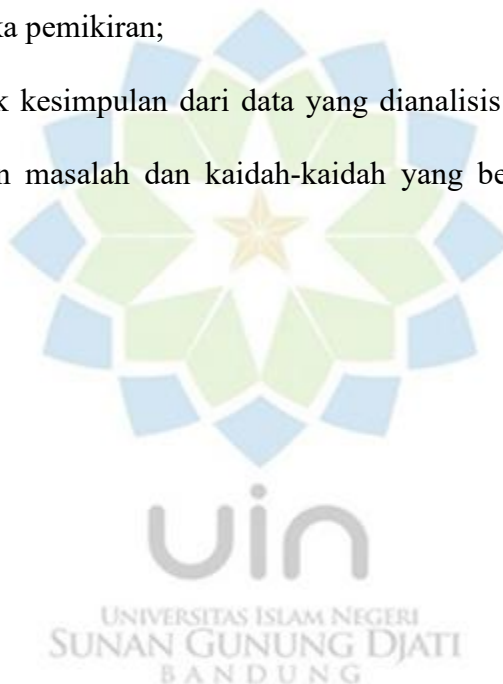 ka pemikiran;
k kesimpulan dari data yang dianalisis
n masalah dan kaidah-kaidah yang be
uin
UNIVERSITAS ISLAM NEGERI
SUNAN GUNUNG DJATI
BANDUNG